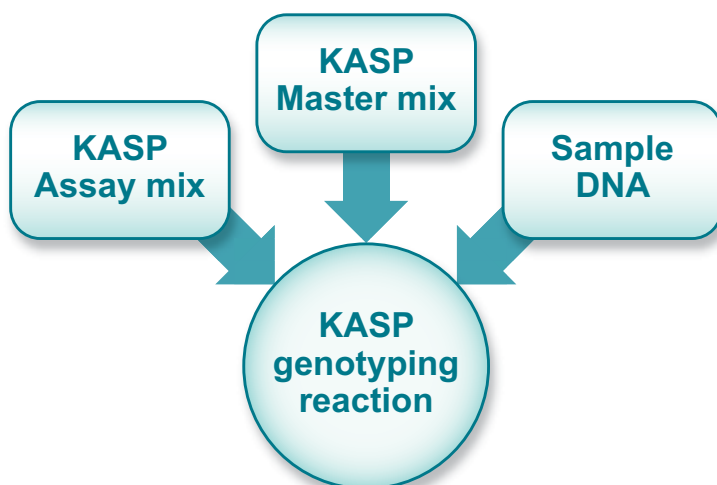 KASP
Assay mix
KASP
Master mix
Sample
DNA
KASP
genotyping
reaction